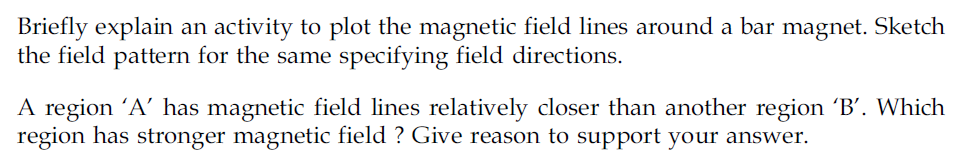 Briefly explain an activity to plot the magnetic field lines around a bar magnet. Sketch
the field pattern for the same specifying field directions.
A region ‘A’ has magnetic field lines relatively closer than another region ‘B’. Which
region has stronger magnetic field ? Give reason to support your answer.